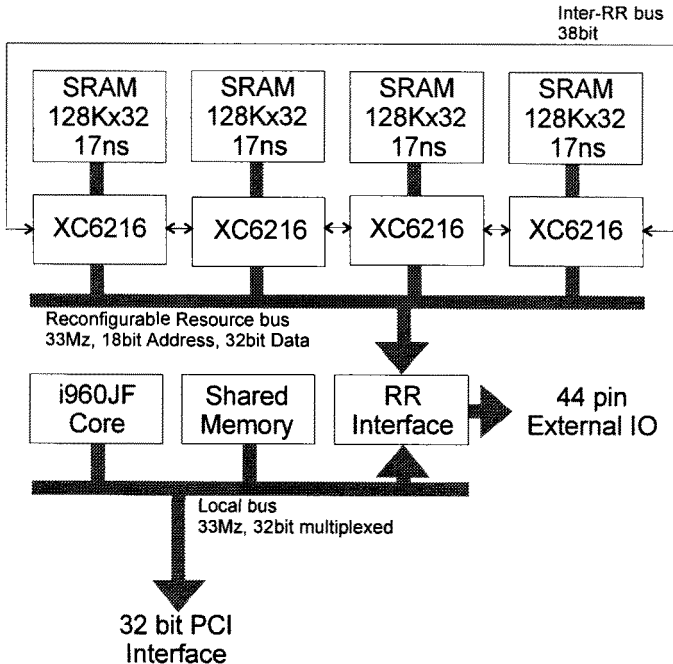 Inter-RR bus
38bit
SRAM
128Kx32
17ns
SRAM
128Kx32
17ns
SRAM
128Kx32
17ns
SRAM
128Kx32
17ns
XC6216
XC6216
XC6216
XC6216
Reconfigurable Resource bus
33Mz, 18bit Address, 32bit Data
i960JF
Core
Shared
Memory
RR
Interface
44 pin
External IO
Local bus
33Mz, 32bit multiplexed
32 bit PCI
Interface